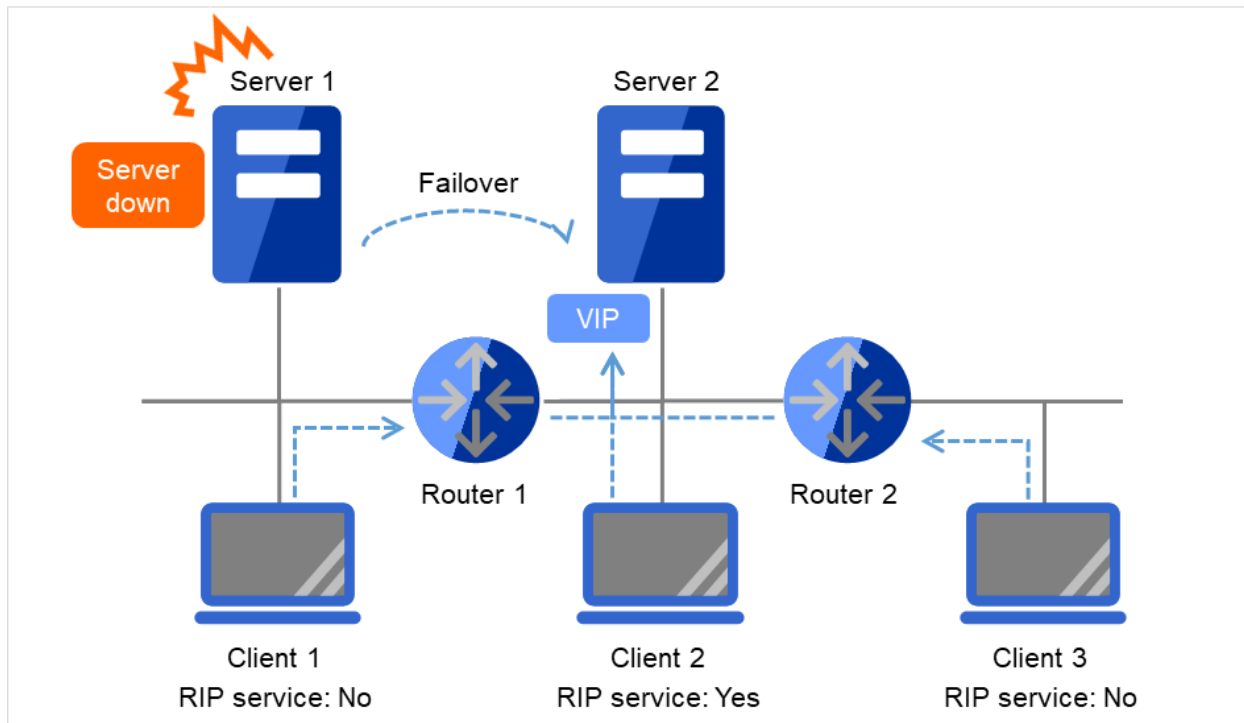 Server 1
Server 2
Server
down
Failover
VIP
Router 1
Router 2
Client 1
RIP service: No
Client 2
RIP service: Yes
Client 3
RIP service: No